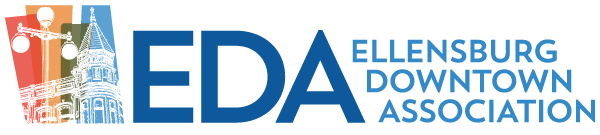 EDA
ELLENSBURG
DOWNTOWN
ASSOCIATION